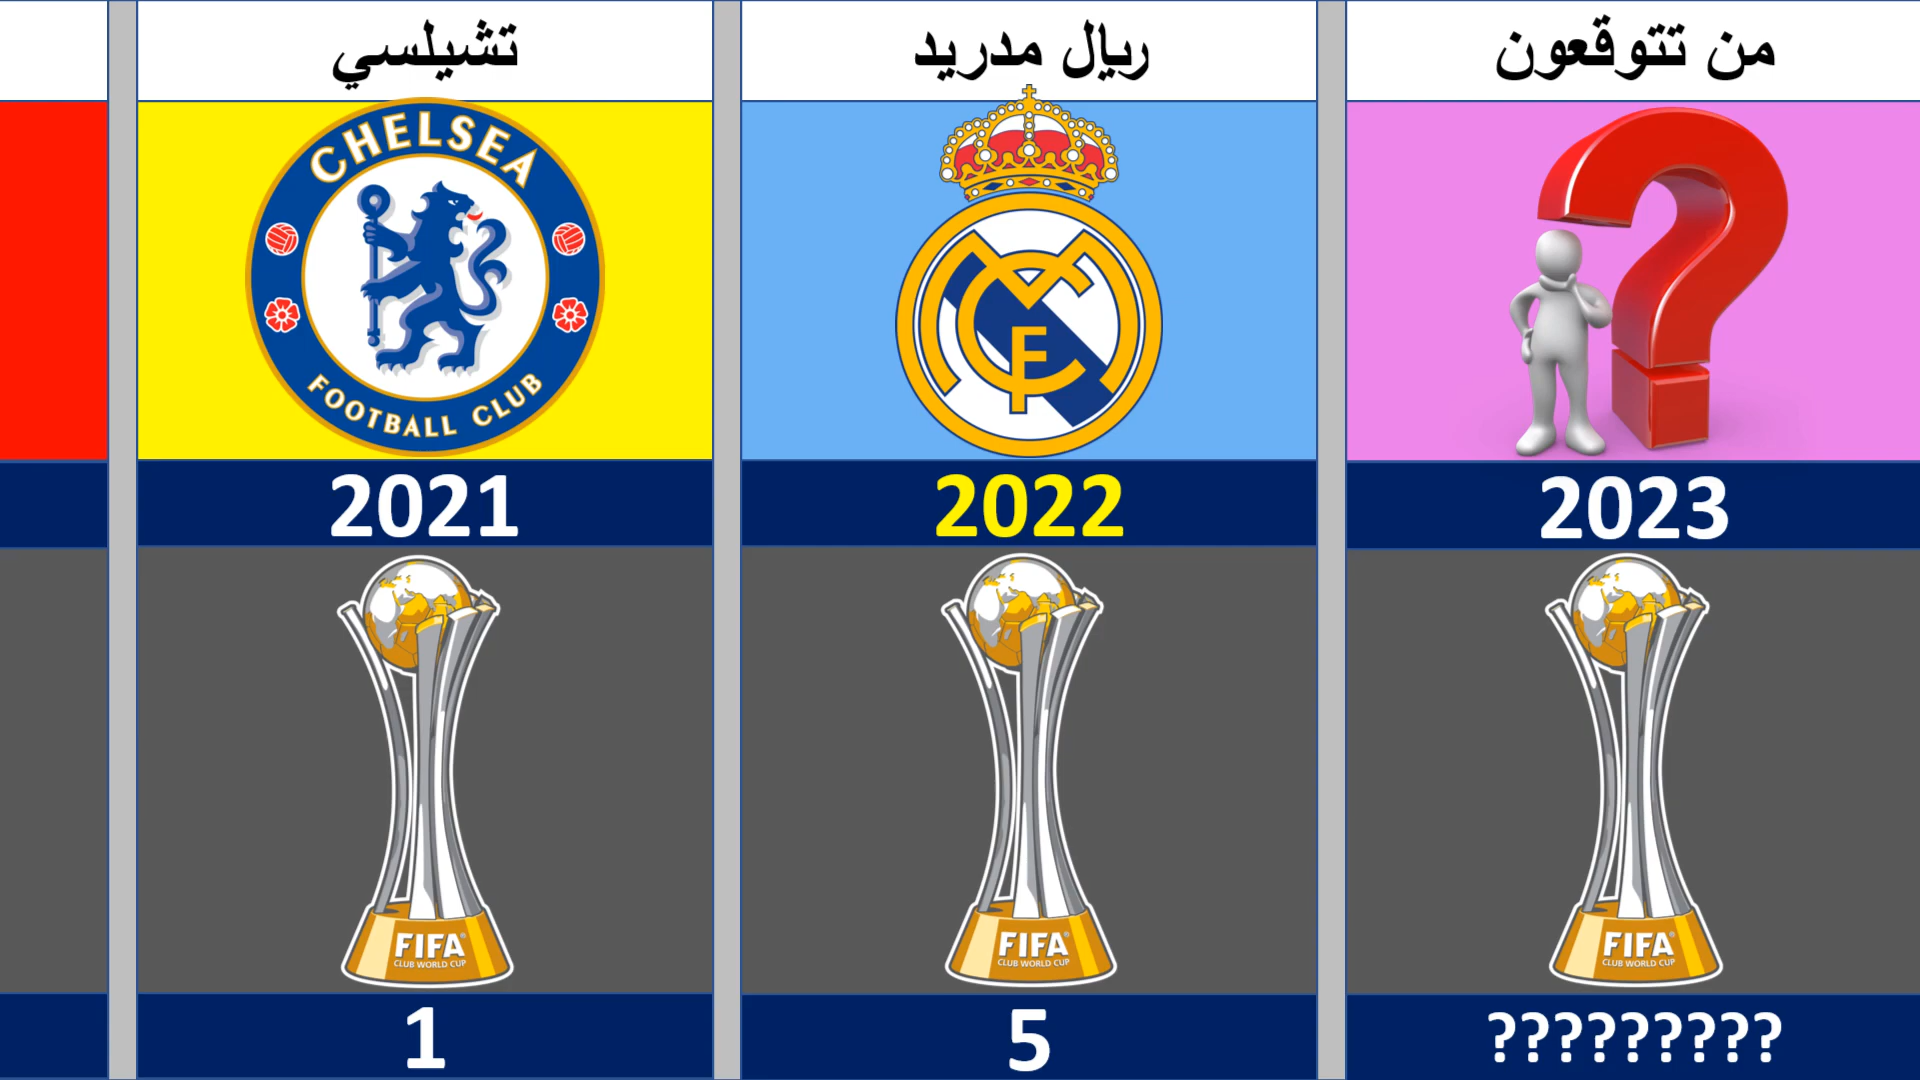 تشيلسي
ريال مدريد
من تتوقعون
CHELSEA
FOOTBALL CLUB
2021
2022
2023
FIFA®
CLUB WORLD CUP
FIFA®
CLUB WORLD CUP
FIFA®
CLUB WORLD CUP
1
5
?????????